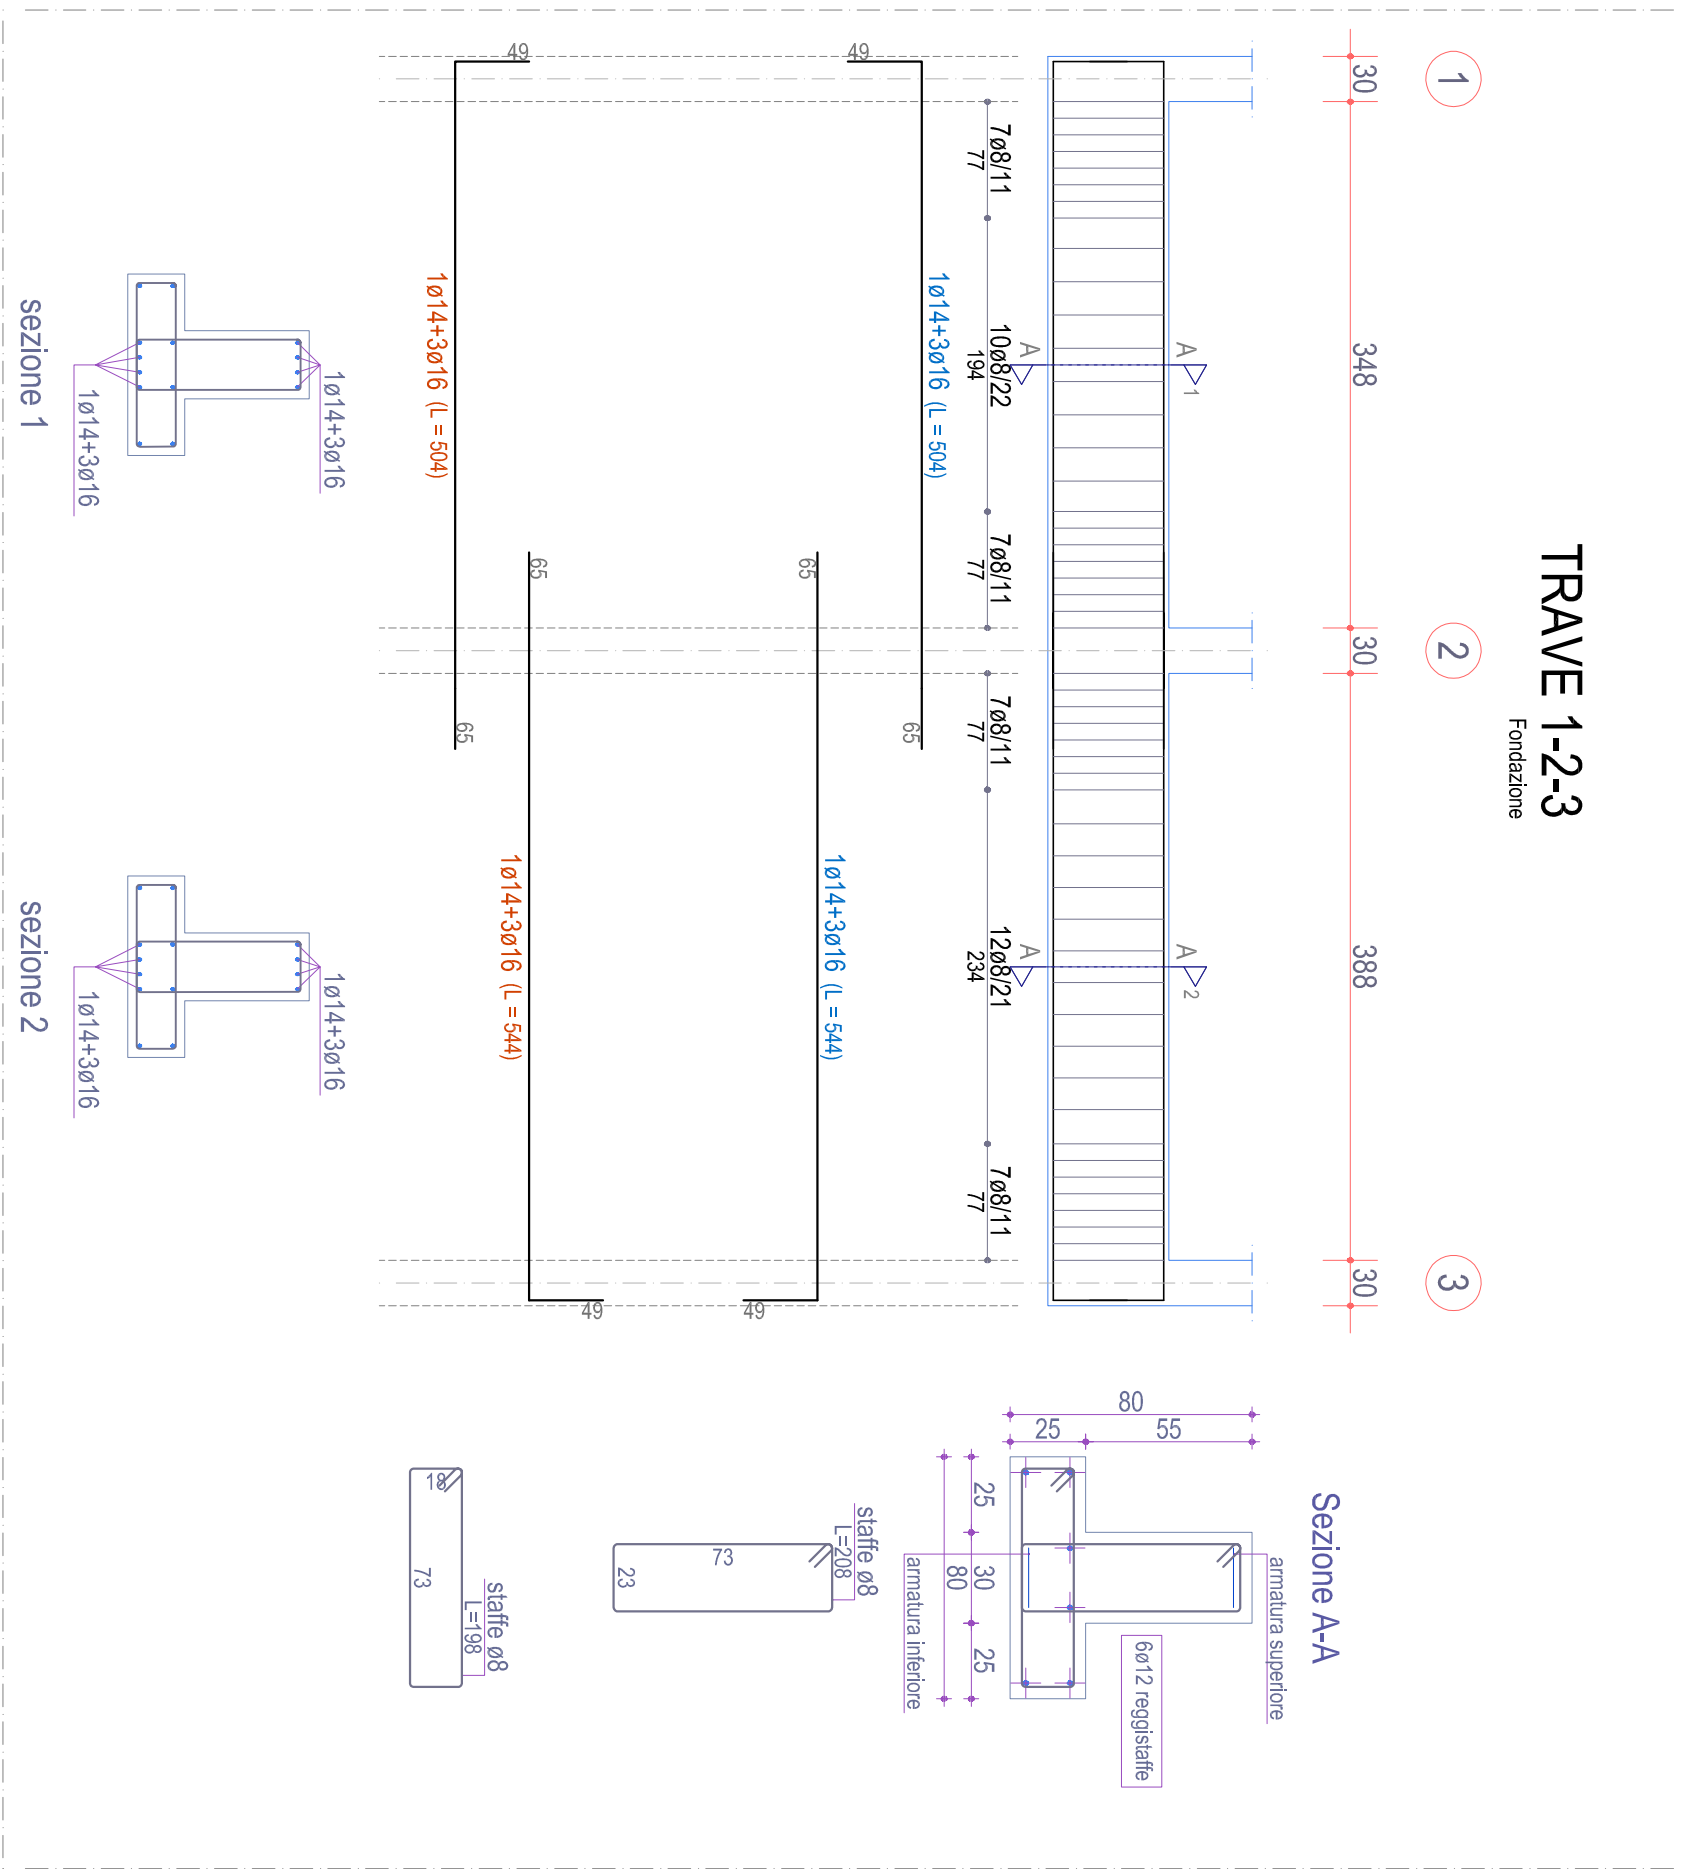 TRAVE 1-2-3
Fondazione
1
2
3
30
348
30
388
30
A
1
A
A
2
A
7ø8/11
77
10ø8/22
194
7ø8/11
77
7ø8/11
77
12ø8/21
234
7ø8/11
77
49
1ø14+3ø16 (L = 504)
65
65
1ø14+3ø16 (L = 544)
49
65
1ø14+3ø16 (L = 544)
49
49
1ø14+3ø16 (L = 504)
65
1ø14+3ø16
1ø14+3ø16
sezione 1
1ø14+3ø16
1ø14+3ø16
sezione 2
Sezione A-A
armatura superiore
6ø12 reggistaffe
80
25
55
25
30
25
80
armatura inferiore
staffe ø8
L=208
73
23
staffe ø8
L=198
18
73